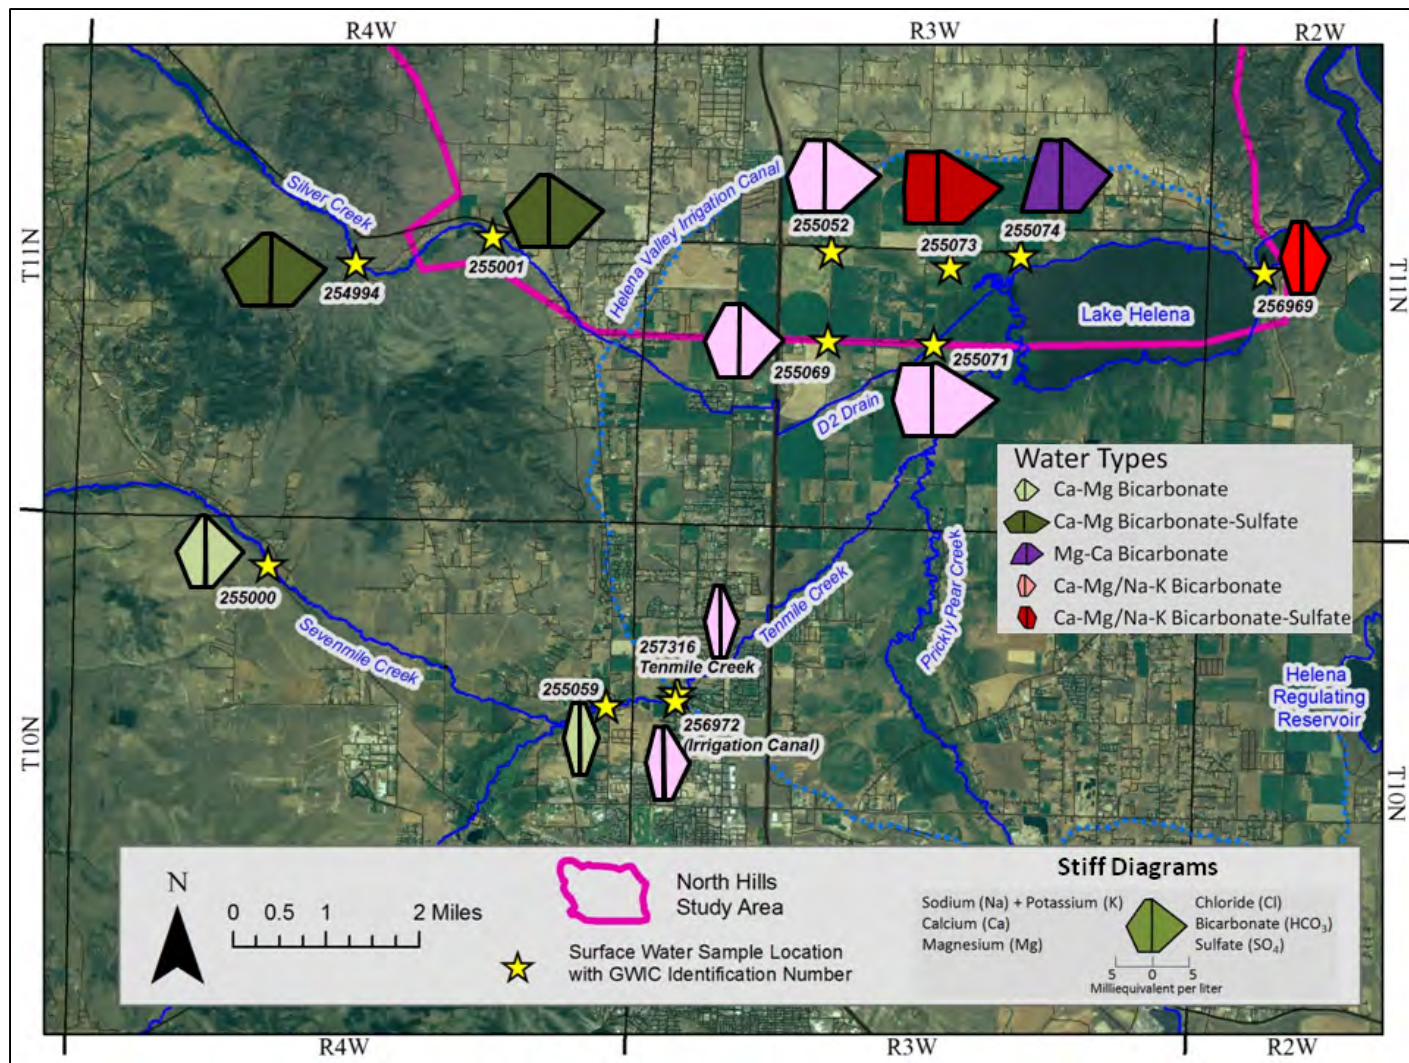 R4W
R3W
R2W
T11N
T11N
Silver Creek
Helena Valley Irrigation Canal
255001
254994
255052
255073
255074
256969
Lake Helena
255069
255071
D2 Drain
Water Types
Ca-Mg Bicarbonate
Ca-Mg Bicarbonate-Sulfate
Mg-Ca Bicarbonate
Ca-Mg/Na-K Bicarbonate
Ca-Mg/Na-K Bicarbonate-Sulfate
255000
Sevenmile Creek
Tenmile Creek
Prickly Pear Creek
257316
Tenmile Creek
255059
256972
(Irrigation Canal)
Helena
Regulating
Reservoir
T10N
T10N
N
0 0.5 1 2 Miles
North Hills
Study Area
Surface Water Sample Location
with GWIC Identification Number
Stiff Diagrams
Sodium (Na) + Potassium (K)
Calcium (Ca)
Magnesium (Mg)
Chloride (Cl)
Bicarbonate (HCO₃)
Sulfate (SO₄)
5 0 5
Milliequivalent per liter
R4W
R3W
R2W